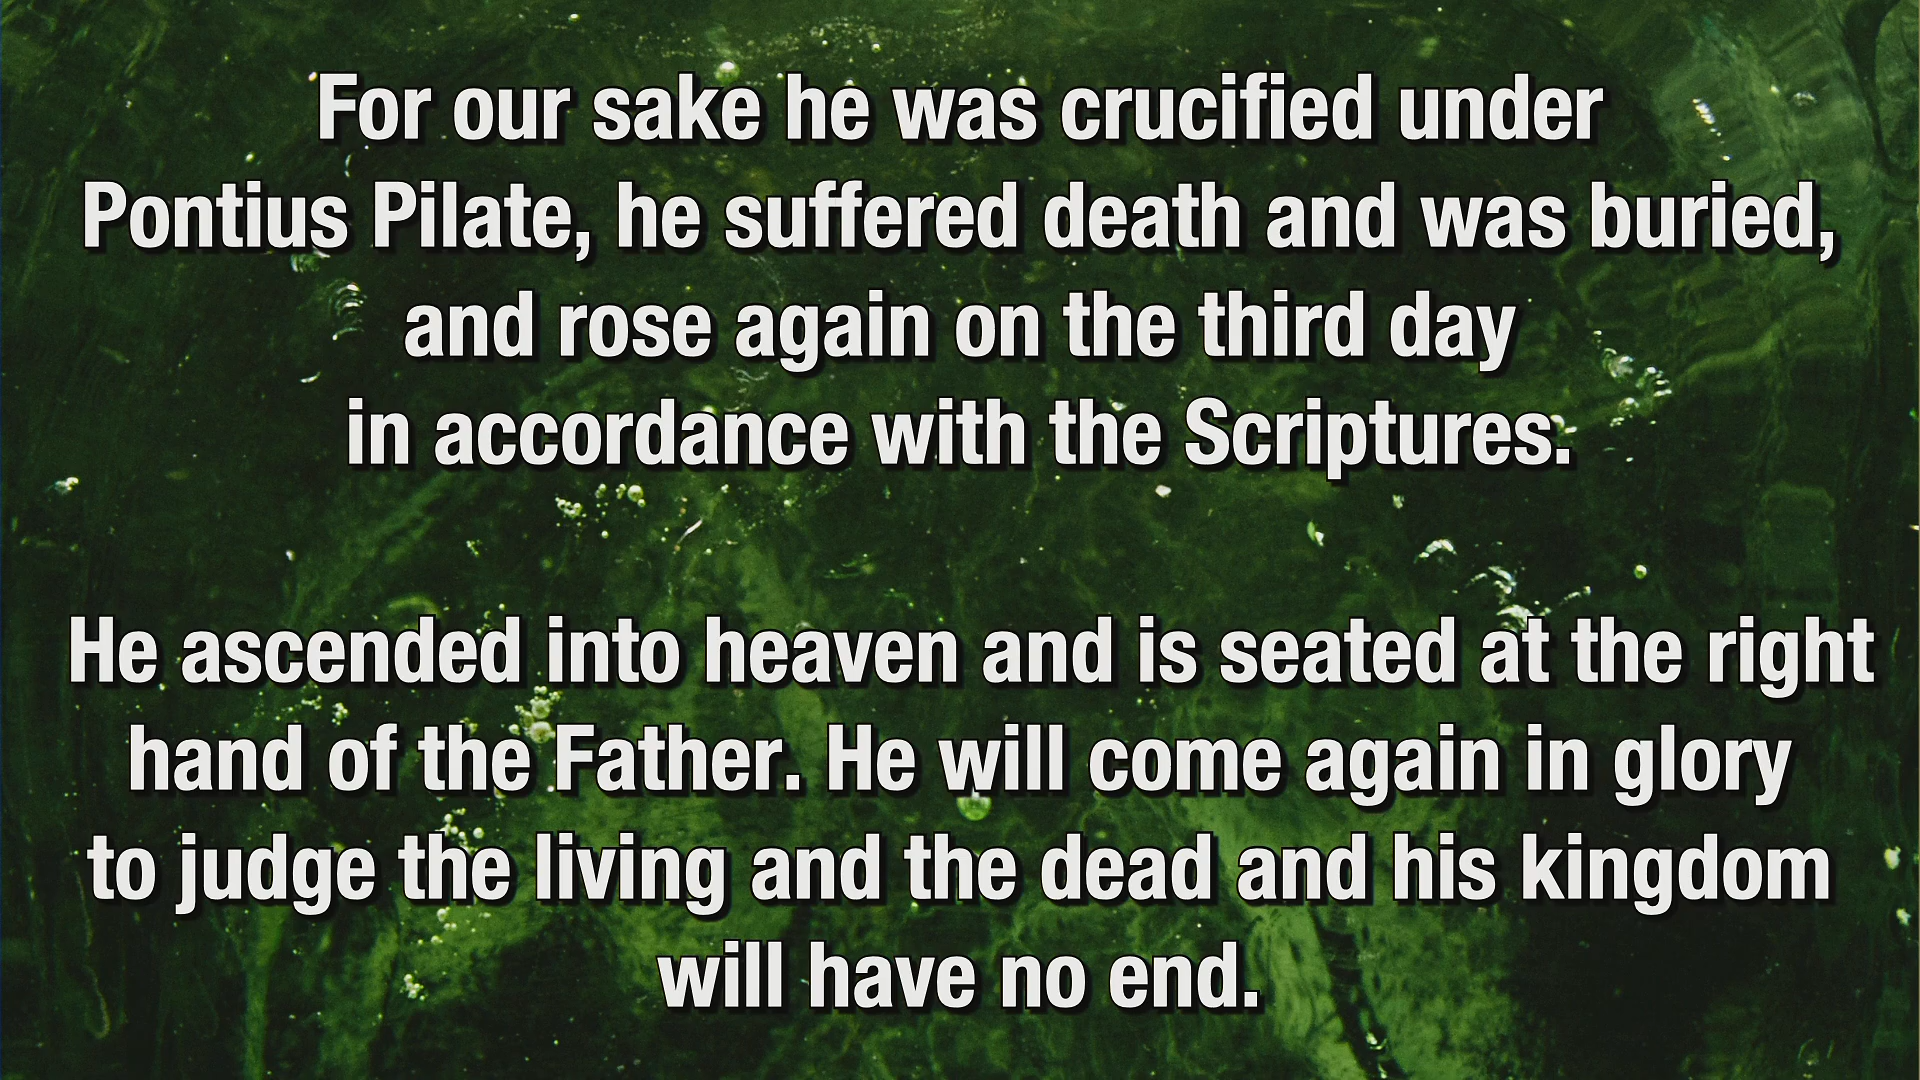 For our sake he was crucified under
Pontius Pilate, he suffered death and was buried,
and rose again on the third day
in accordance with the Scriptures.
He ascended into heaven and is seated at the right
hand of the Father. He will come again in glory
to judge the living and the dead and his kingdom
will have no end.